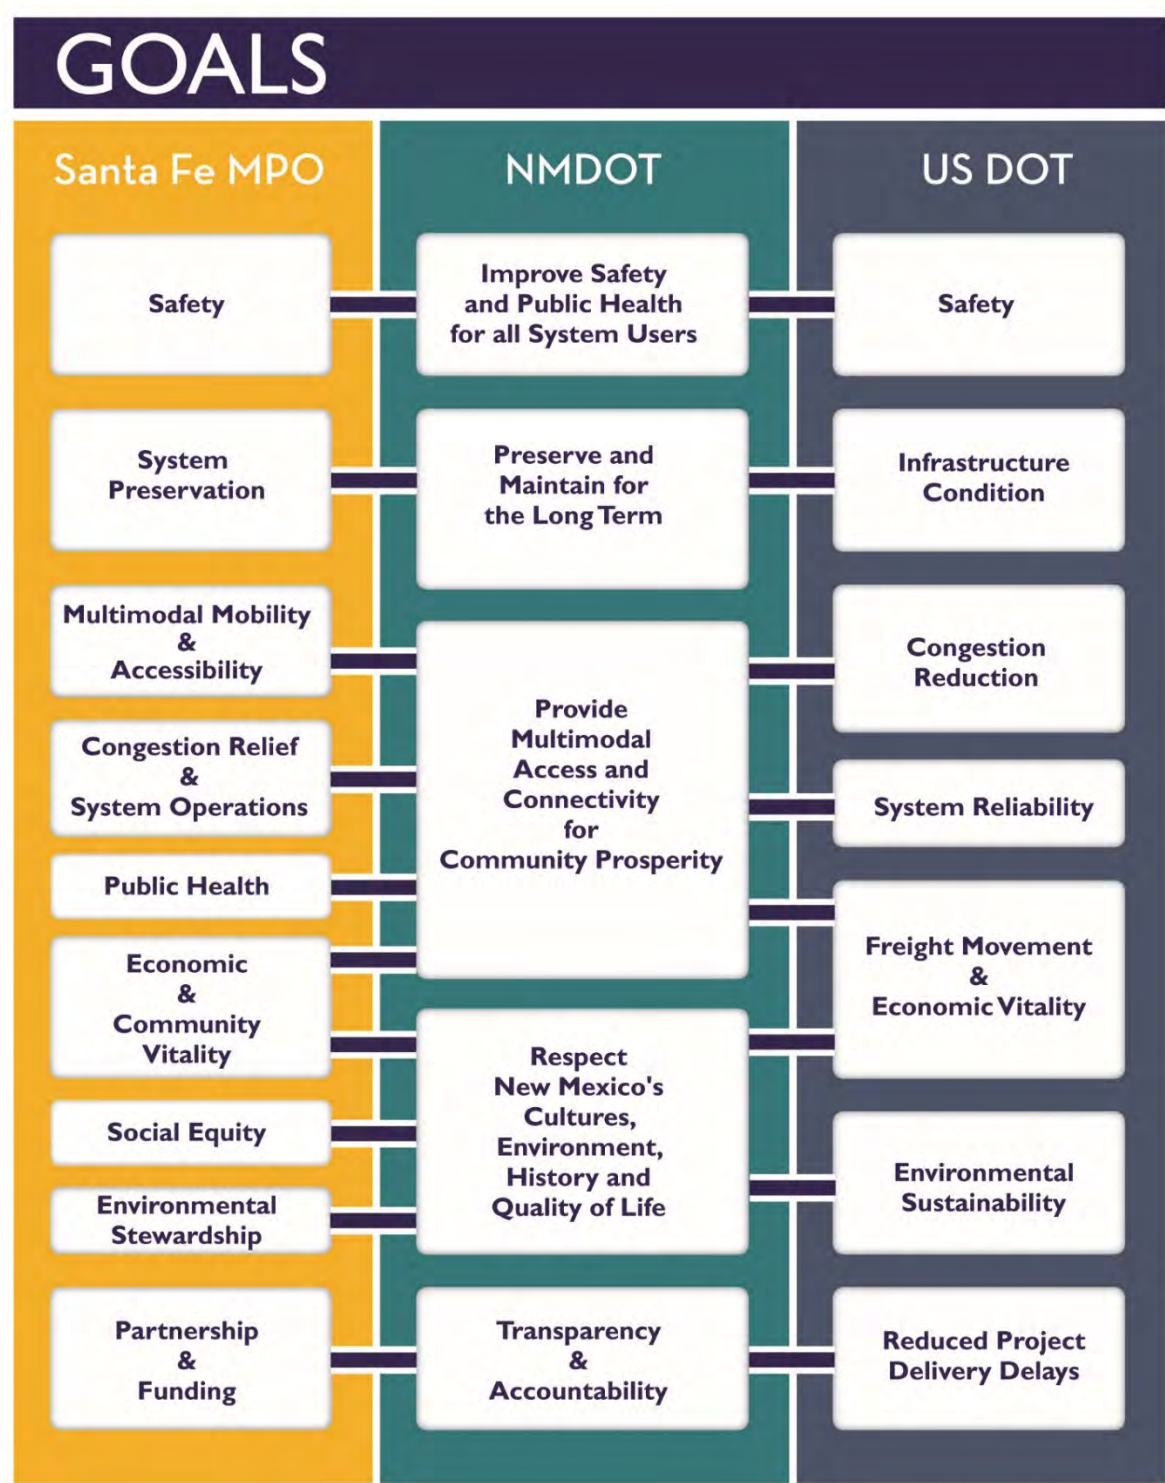 GOALS
Santa Fe MPO
NMDOT
US DOT
Safety
Improve Safety
and Public Health
for all System Users
Safety
System
Preservation
Preserve and
Maintain for
the Long Term
Infrastructure
Condition
Multimodal Mobility
&
Accessibility
Congestion Relief
&
System Operations
Public Health
Economic
&
Community
Vitality
Provide
Multimodal
Access and
Connectivity
for
Community Prosperity
Congestion
Reduction
System Reliability
Freight Movement
&
Economic Vitality
Social Equity
Environmental
Stewardship
Respect
New Mexico's
Cultures,
Environment,
History and
Quality of Life
Environmental
Sustainability
Partnership
&
Funding
Transparency
&
Accountability
Reduced Project
Delivery Delays